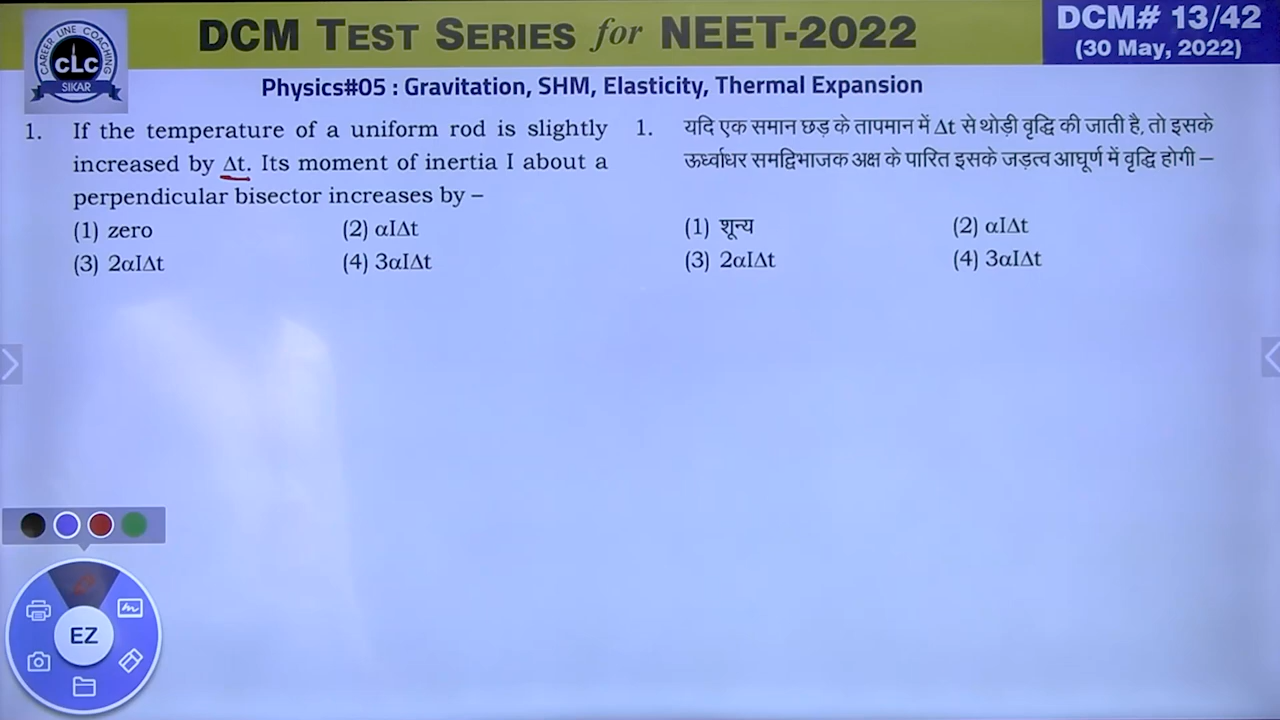 CAREER LINE COACHING
CLC
SIKAR
DCM TEST SERIES for NEET-2022
DCM# 13/42
(30 May, 2022)
Physics#05 : Gravitation, SHM, Elasticity, Thermal Expansion
1. If the temperature of a uniform rod is slightly
increased by Δt. Its moment of inertia I about a
perpendicular bisector increases by –
(1) zero (2) αIΔt
(3) 2αIΔt (4) 3αIΔt
1. यदि एक समान छड़ के तापमान में Δt से थोड़ी वृद्धि की जाती है, तो इसके
ऊर्ध्वाधर समद्विभाजक अक्ष के पारित इसके जड़त्व आघूर्ण में वृद्धि होगी –
(1) शून्य (2) αIΔt
(3) 2αIΔt (4) 3αIΔt
EZ